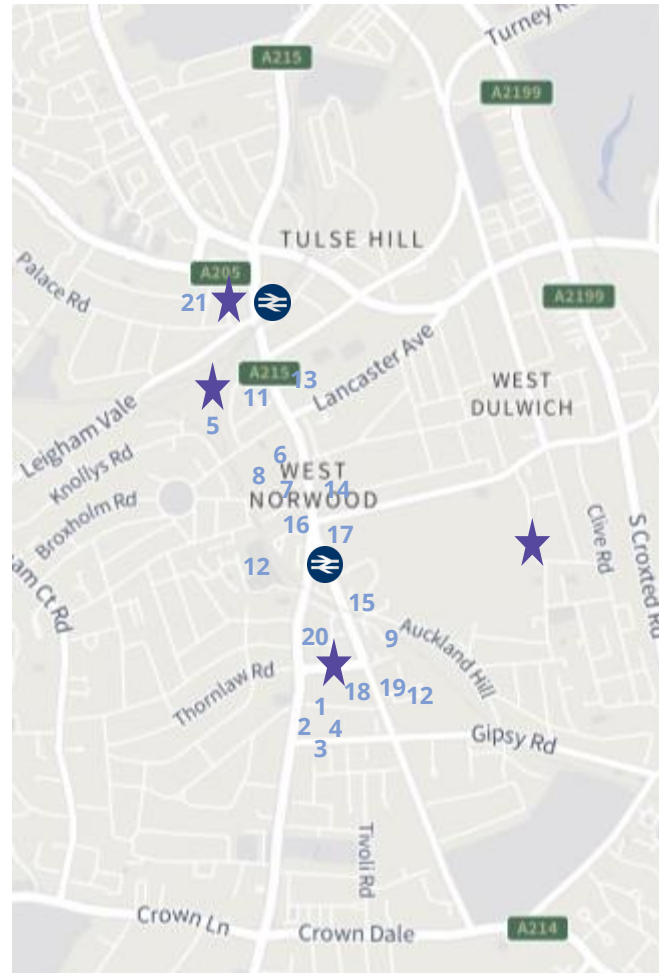 Turney
A215
A2199
TULSE HILL
A205
Palace Rd
21
A2199
A215
13
11
Lancaster Ave
WEST
DULWICH
5
Leigham Vale
6
Knollys Rd
8
WEST
7
14
NORWOOD
Broxholm Rd
16
17
Clive Rd
S Croxted Rd
12
am Ct Rd
15
20
9
Auckland Hill
Thornlaw Rd
18
19
12
1
2
4
3
Gipsy Rd
Tivoli Rd
Crown Ln
Crown Dale
A214